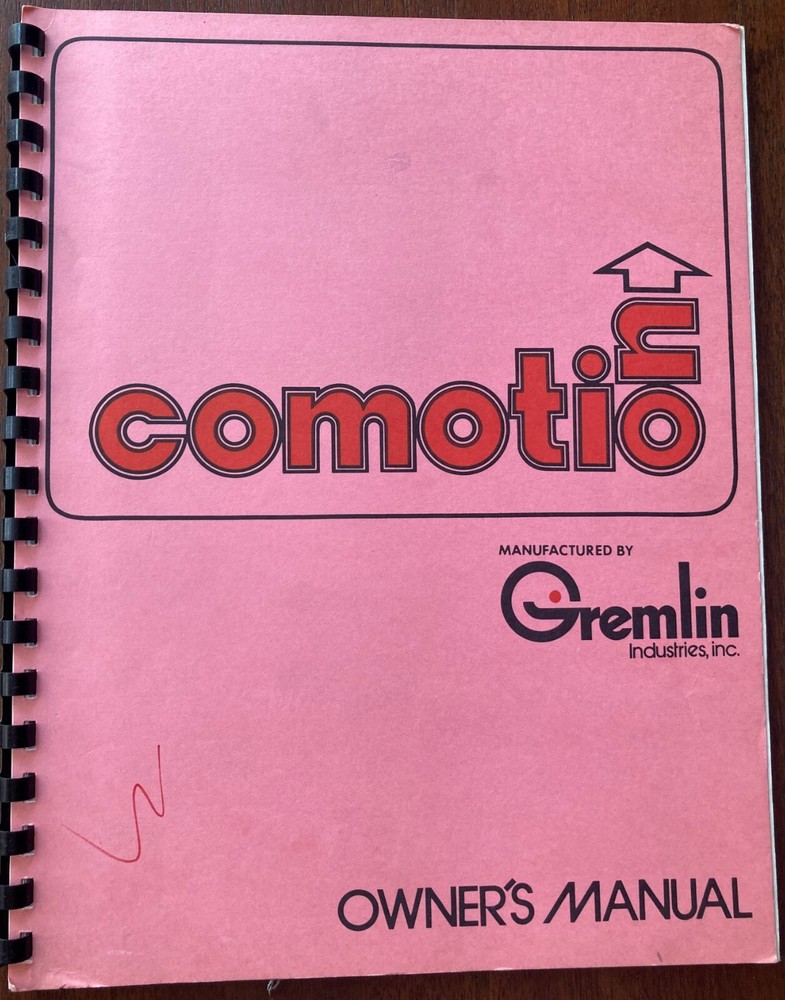 comotion
MANUFACTURED BY
Gremlin
Industries, inc.
OWNER'S MANUAL